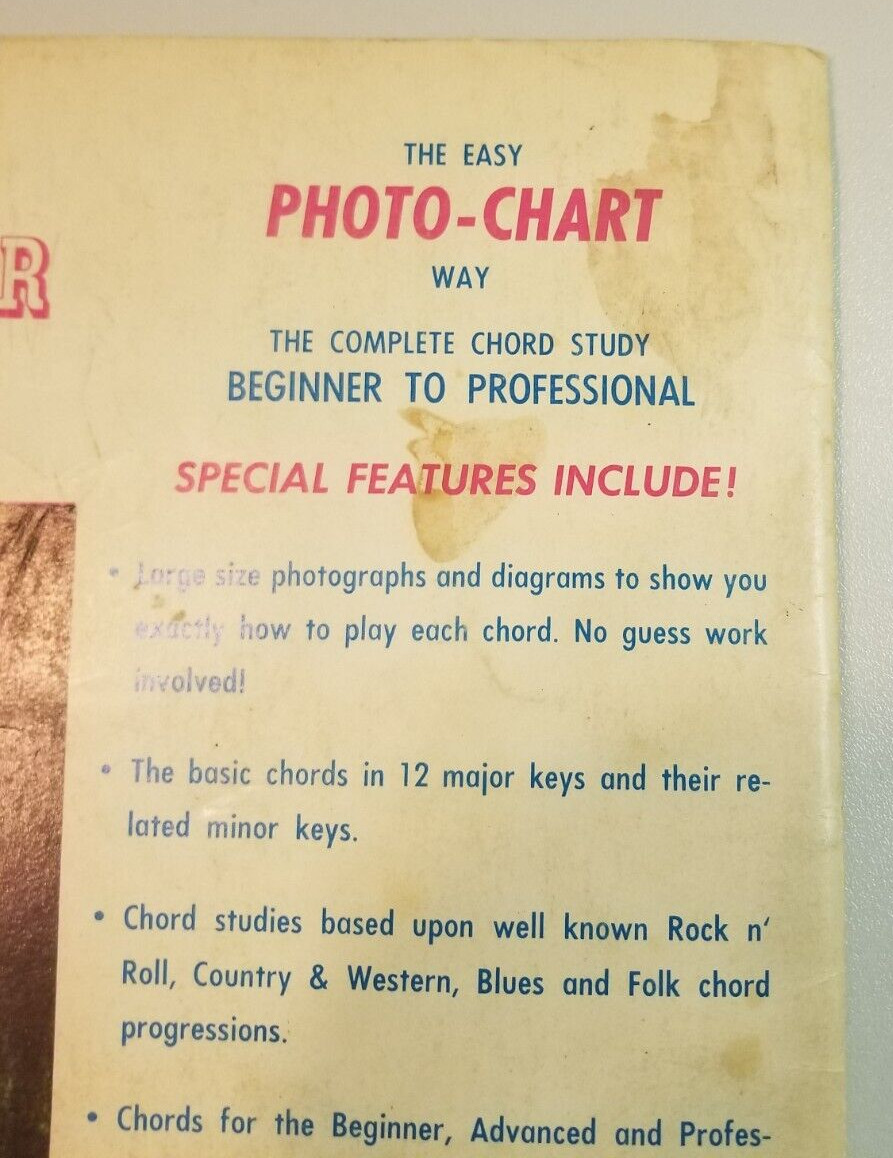 THE EASY
PHOTO-CHART
WAY
R
THE COMPLETE CHORD STUDY
BEGINNER TO PROFESSIONAL
SPECIAL FEATURES INCLUDE!
• Large size photographs and diagrams to show you
exactly how to play each chord. No guess work
involved!
• The basic chords in 12 major keys and their re-
lated minor keys.
• Chord studies based upon well known Rock n'
Roll, Country & Western, Blues and Folk chord
progressions.
• Chords for the Beginner, Advanced and Profes-